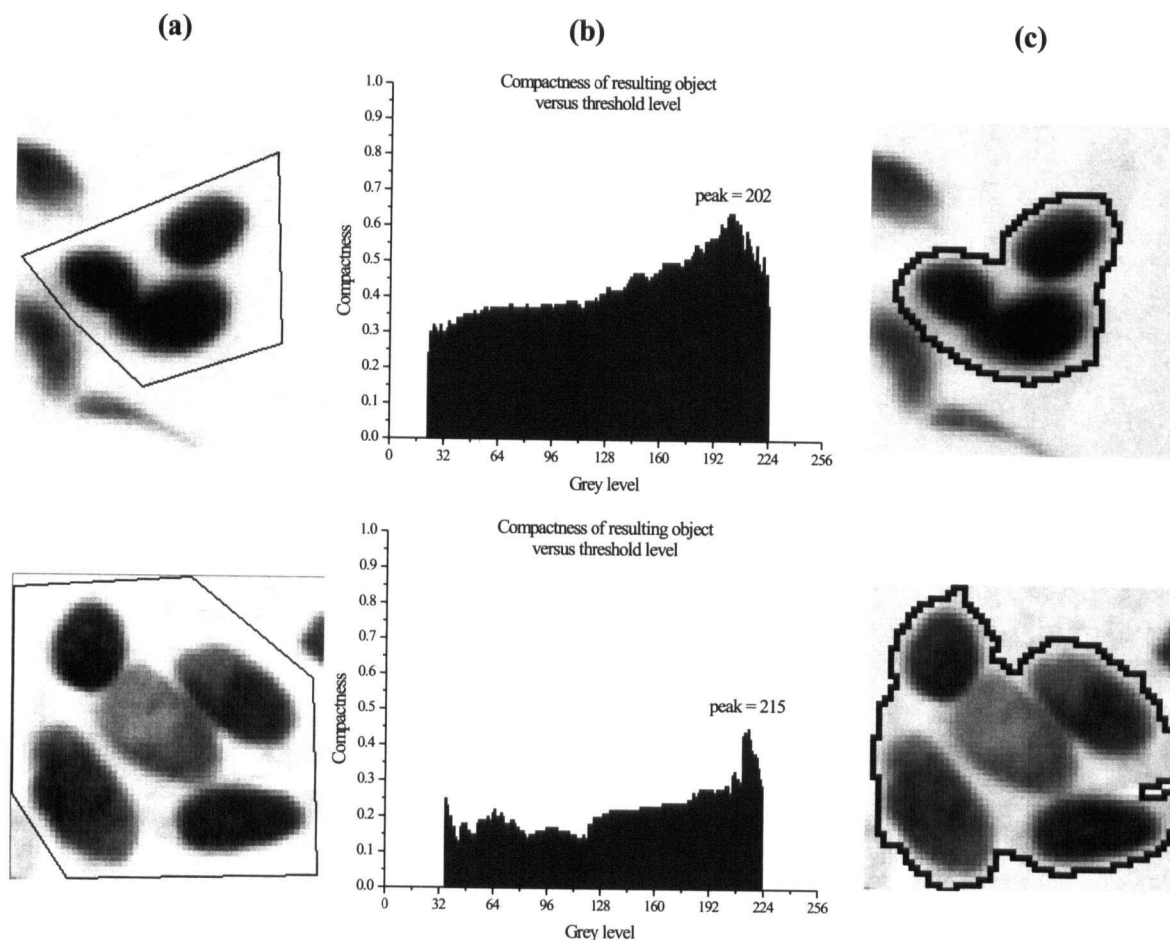 (a)
(b)
(c)
Compactness of resulting object
versus threshold level
1.0
0.9
0.8
0.7
0.6
0.5
0.4
0.3
0.2
0.1
0.0
Compactness
peak = 202
0 32 64 96 128 160 192 224 256
Grey level
Compactness of resulting object
versus threshold level
1.0
0.9
0.8
0.7
0.6
0.5
0.4
0.3
0.2
0.1
0.0
Compactness
peak = 215
0 32 64 96 128 160 192 224 256
Grey level